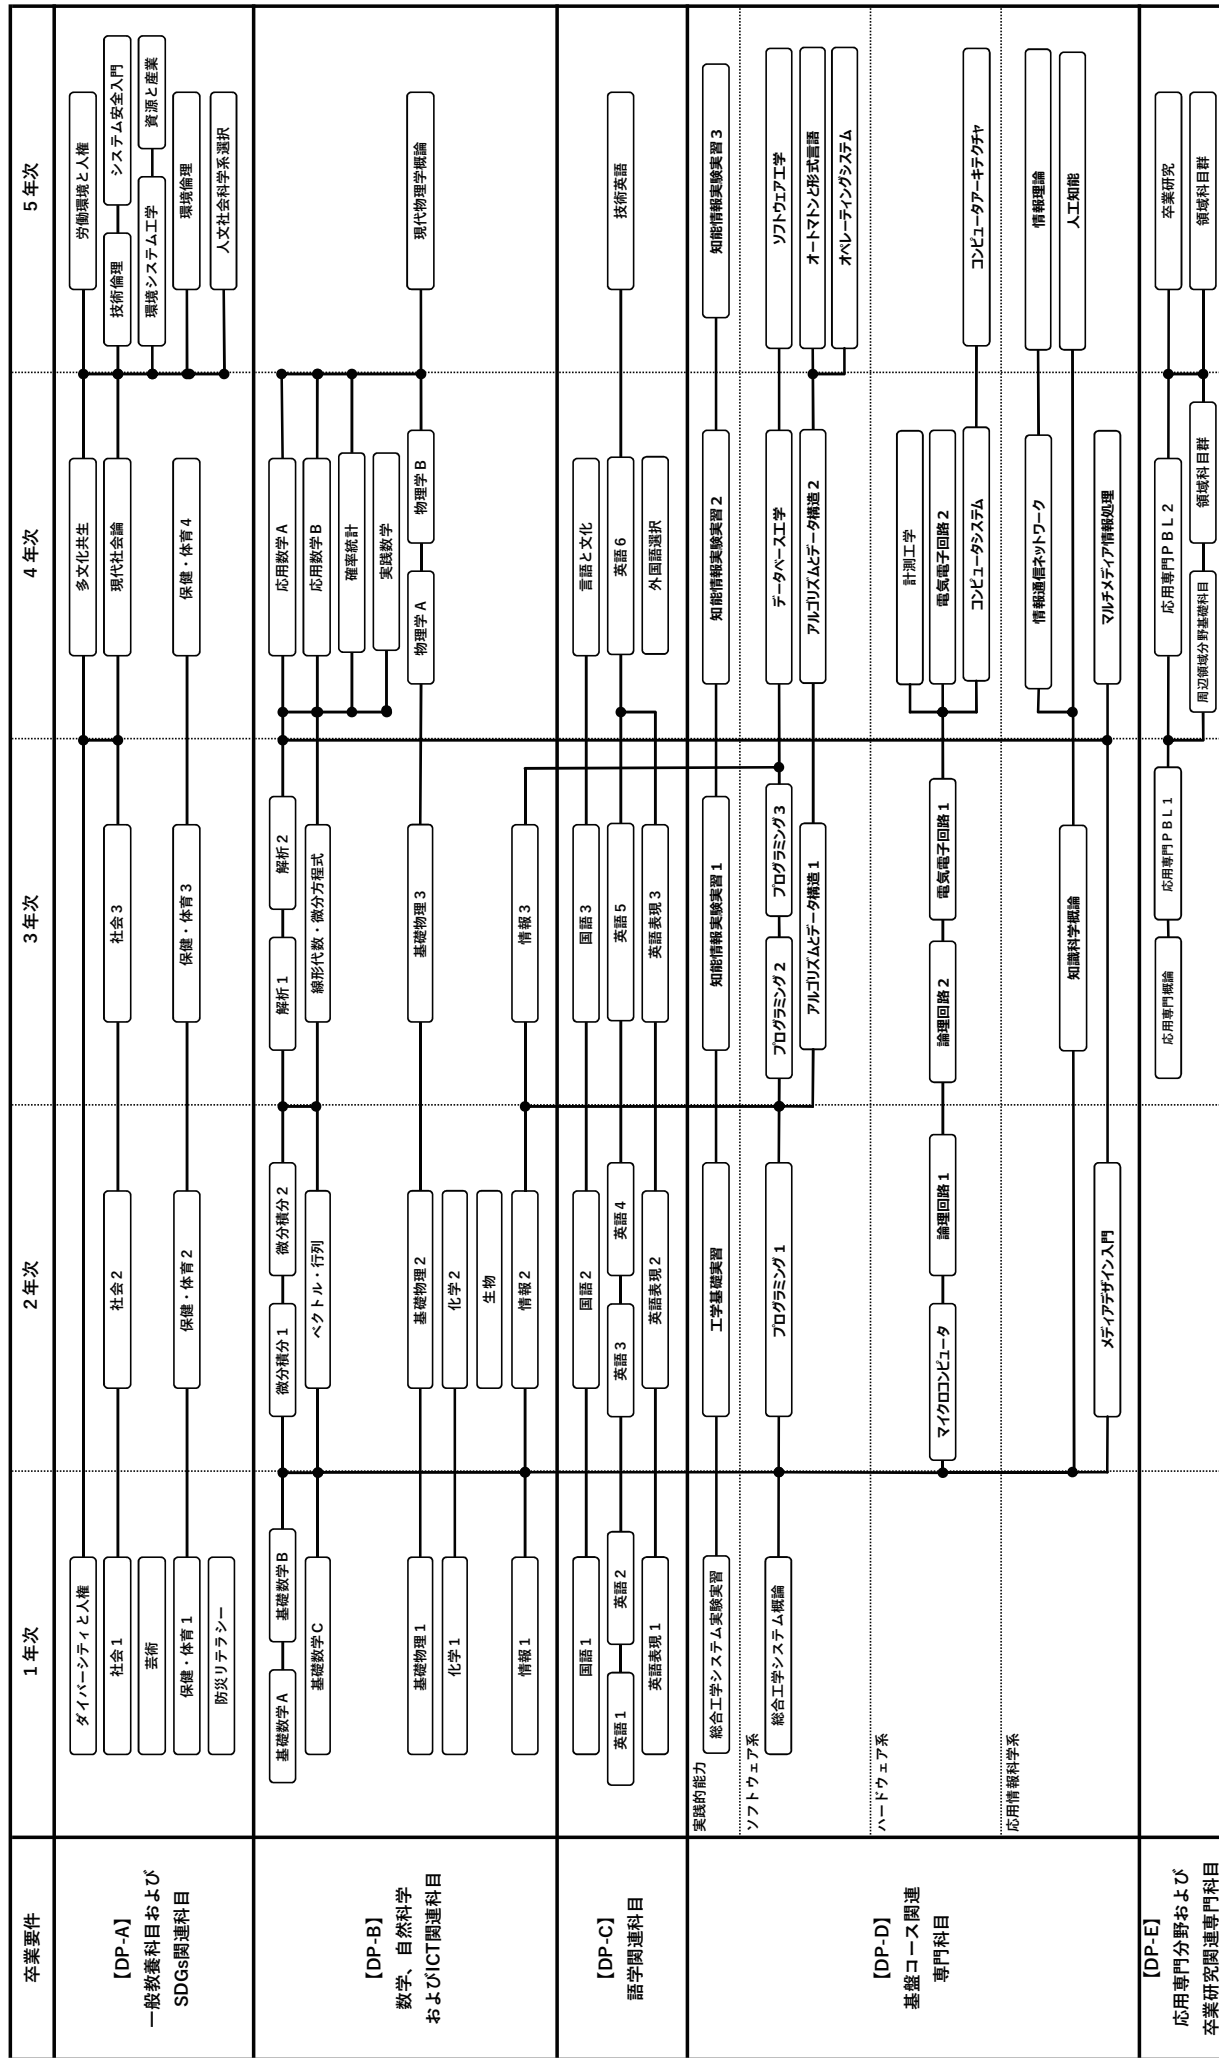 卒業要件
1年次
2年次
3年次
4年次
5年次
【DP-A】
一般教養科目および
SDGs関連科目
ダイバーシティと人権
多文化共生
労働環境と人権
社会1
社会2
社会3
現代社会論
技術倫理
システム安全入門
芸術
環境システム工学
資源と産業
保健・体育1
保健・体育2
保健・体育3
保健・体育4
環境倫理
防災リテラシー
人文社会科学系選択
【DP-B】
数学、自然科学
およびICT関連科目
基礎数学A
基礎数学B
微分積分1
微分積分2
解析1
解析2
応用数学A
基礎数学C
ベクトル・行列
線形代数・微分方程式
応用数学B
確率統計
実践数学
基礎物理1
基礎物理2
基礎物理3
物理学A
物理学B
現代物理学概論
化学1
化学2
生物
情報1
情報2
情報3
【DP-C】
語学関連科目
国語1
国語2
国語3
言語と文化
英語1
英語2
英語3
英語4
英語5
英語6
技術英語
英語表現1
英語表現2
英語表現3
外国語選択
【DP-D】
基盤コース関連
専門科目
実践的能力
総合工学システム実験実習
工学基礎実習
知能情報実験実習1
知能情報実験実習2
知能情報実験実習3
ソフトウェア系
総合工学システム概論
プログラミング1
プログラミング2
プログラミング3
データベース工学
ソフトウェア工学
アルゴリズムとデータ構造1
アルゴリズムとデータ構造2
オートマトンと形式言語
オペレーティングシステム
ハードウェア系
計測工学
マイクロコンピュータ
論理回路1
論理回路2
電気電子回路1
電気電子回路2
コンピュータシステム
コンピュータアーキテクチャ
応用情報科学系
情報通信ネットワーク
情報理論
知識科学概論
人工知能
メディアデザイン入門
マルチメディア情報処理
【DP-E】
応用専門分野および
卒業研究関連専門科目
応用専門概論
応用専門PBL1
応用専門PBL2
卒業研究
周辺領域分野基礎科目
領域科目群
領域科目群